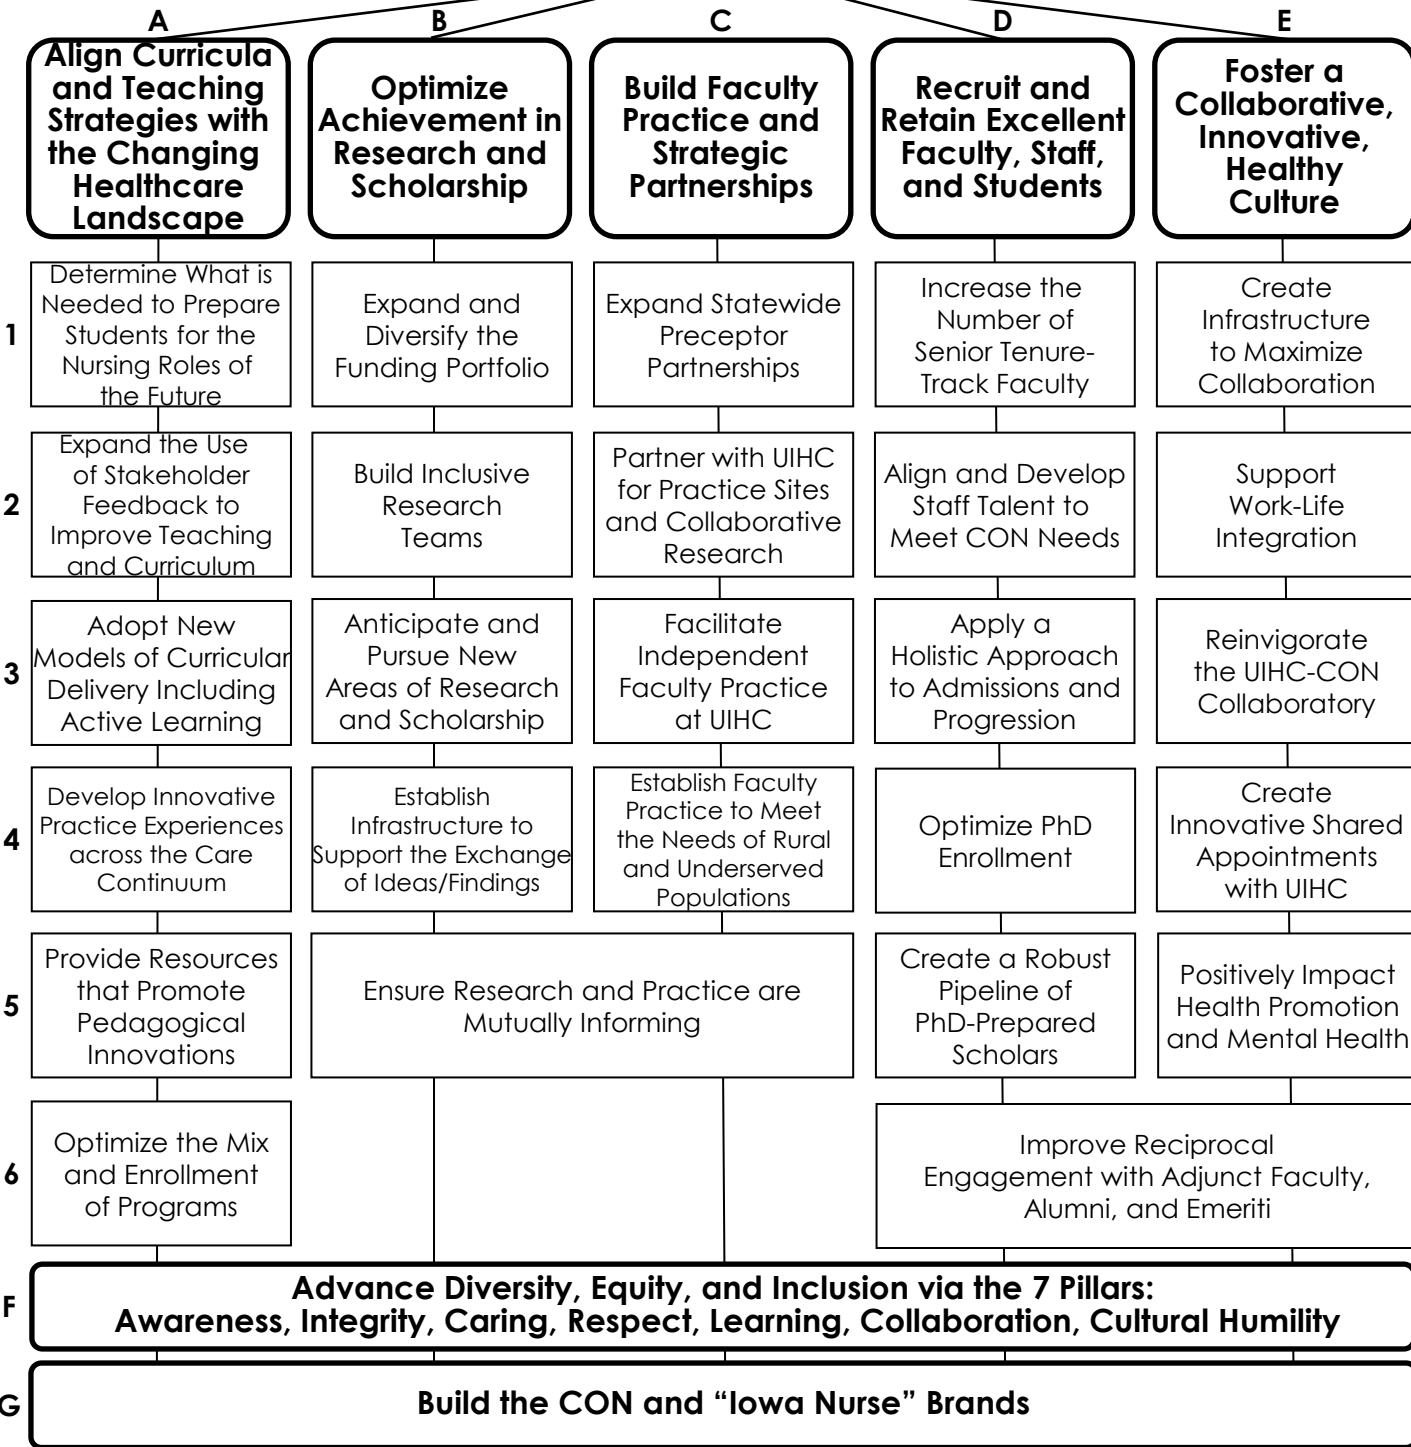 A
B
C
D
E
Align Curricula
and Teaching
Strategies with
the Changing
Healthcare
Landscape
Optimize
Achievement in
Research and
Scholarship
Build Faculty
Practice and
Strategic
Partnerships
Recruit and
Retain Excellent
Faculty, Staff,
and Students
Foster a
Collaborative,
Innovative,
Healthy
Culture
1
Determine What is
Needed to Prepare
Students for the
Nursing Roles of
the Future
Expand and
Diversify the
Funding Portfolio
Expand Statewide
Preceptor
Partnerships
Increase the
Number of
Senior Tenure-
Track Faculty
Create
Infrastructure
to Maximize
Collaboration
2
Expand the Use
of Stakeholder
Feedback to
Improve Teaching
and Curriculum
Build Inclusive
Research
Teams
Partner with UIHC
for Practice Sites
and Collaborative
Research
Align and Develop
Staff Talent to
Meet CON Needs
Support
Work-Life
Integration
3
Adopt New
Models of Curricular
Delivery Including
Active Learning
Anticipate and
Pursue New
Areas of Research
and Scholarship
Facilitate
Independent
Faculty Practice
at UIHC
Apply a
Holistic Approach
to Admissions and
Progression
Reinvigorate
the UIHC-CON
Collaboratory
4
Develop Innovative
Practice Experiences
across the Care
Continuum
Establish
Infrastructure to
Support the Exchange
of Ideas/Findings
Establish Faculty
Practice to Meet
the Needs of Rural
and Underserved
Populations
Optimize PhD
Enrollment
Create
Innovative Shared
Appointments
with UIHC
5
Provide Resources
that Promote
Pedagogical
Innovations
Ensure Research and Practice are
Mutually Informing
Create a Robust
Pipeline of
PhD-Prepared
Scholars
Positively Impact
Health Promotion
and Mental Health
6
Optimize the Mix
and Enrollment
of Programs
Improve Reciprocal
Engagement with Adjunct Faculty,
Alumni, and Emeriti
F
Advance Diversity, Equity, and Inclusion via the 7 Pillars:
Awareness, Integrity, Caring, Respect, Learning, Collaboration, Cultural Humility
G
Build the CON and “Iowa Nurse” Brands